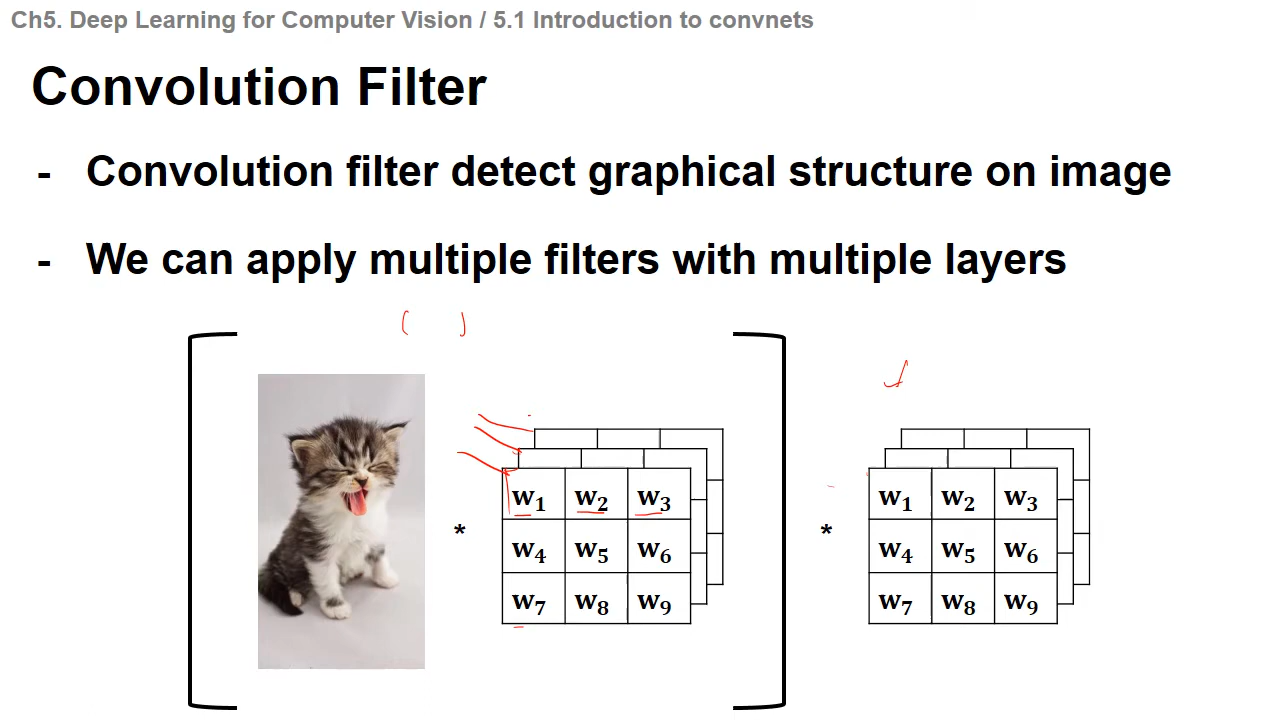 Ch5. Deep Learning for Computer Vision / 5.1 Introduction to convnets
Convolution Filter
- Convolution filter detect graphical structure on image
- We can apply multiple filters with multiple layers
( )
* w1 w2 w3
w4 w5 w6
w7 w8 w9
* w1 w2 w3
w4 w5 w6
w7 w8 w9